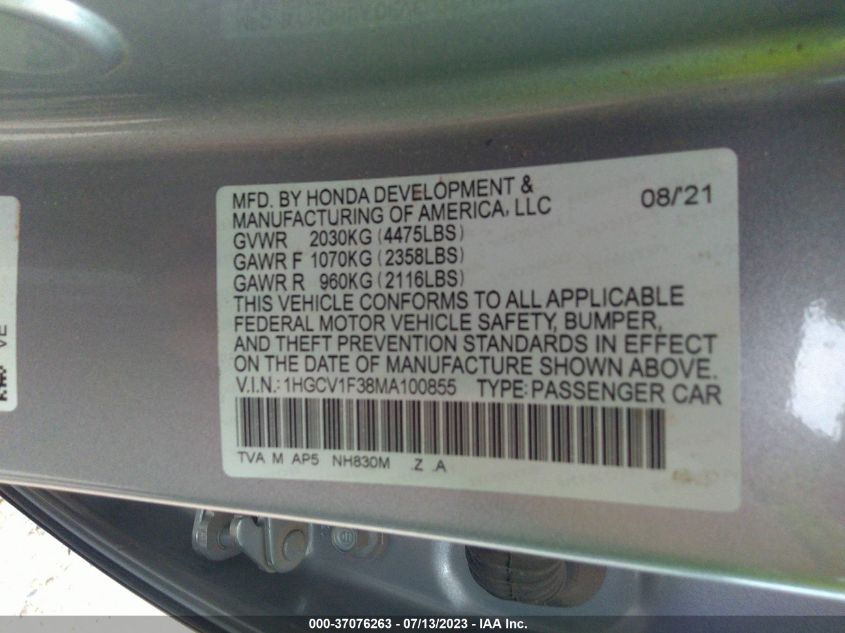 MFD. BY HONDA DEVELOPMENT &
MANUFACTURING OF AMERICA, LLC 08/'21
GVWR 2030KG (4475LBS)
GAWR F 1070KG (2358LBS)
GAWR R 960KG (2116LBS)
THIS VEHICLE CONFORMS TO ALL APPLICABLE
FEDERAL MOTOR VEHICLE SAFETY, BUMPER,
AND THEFT PREVENTION STANDARDS IN EFFECT
ON THE DATE OF MANUFACTURE SHOWN ABOVE.
V.I.N.: 1HGCV1F38MA100855 TYPE: PASSENGER CAR
TVA M AP5 NH830M .Z .A
VE
000-37076263 - 07/13/2023 - IAA Inc.